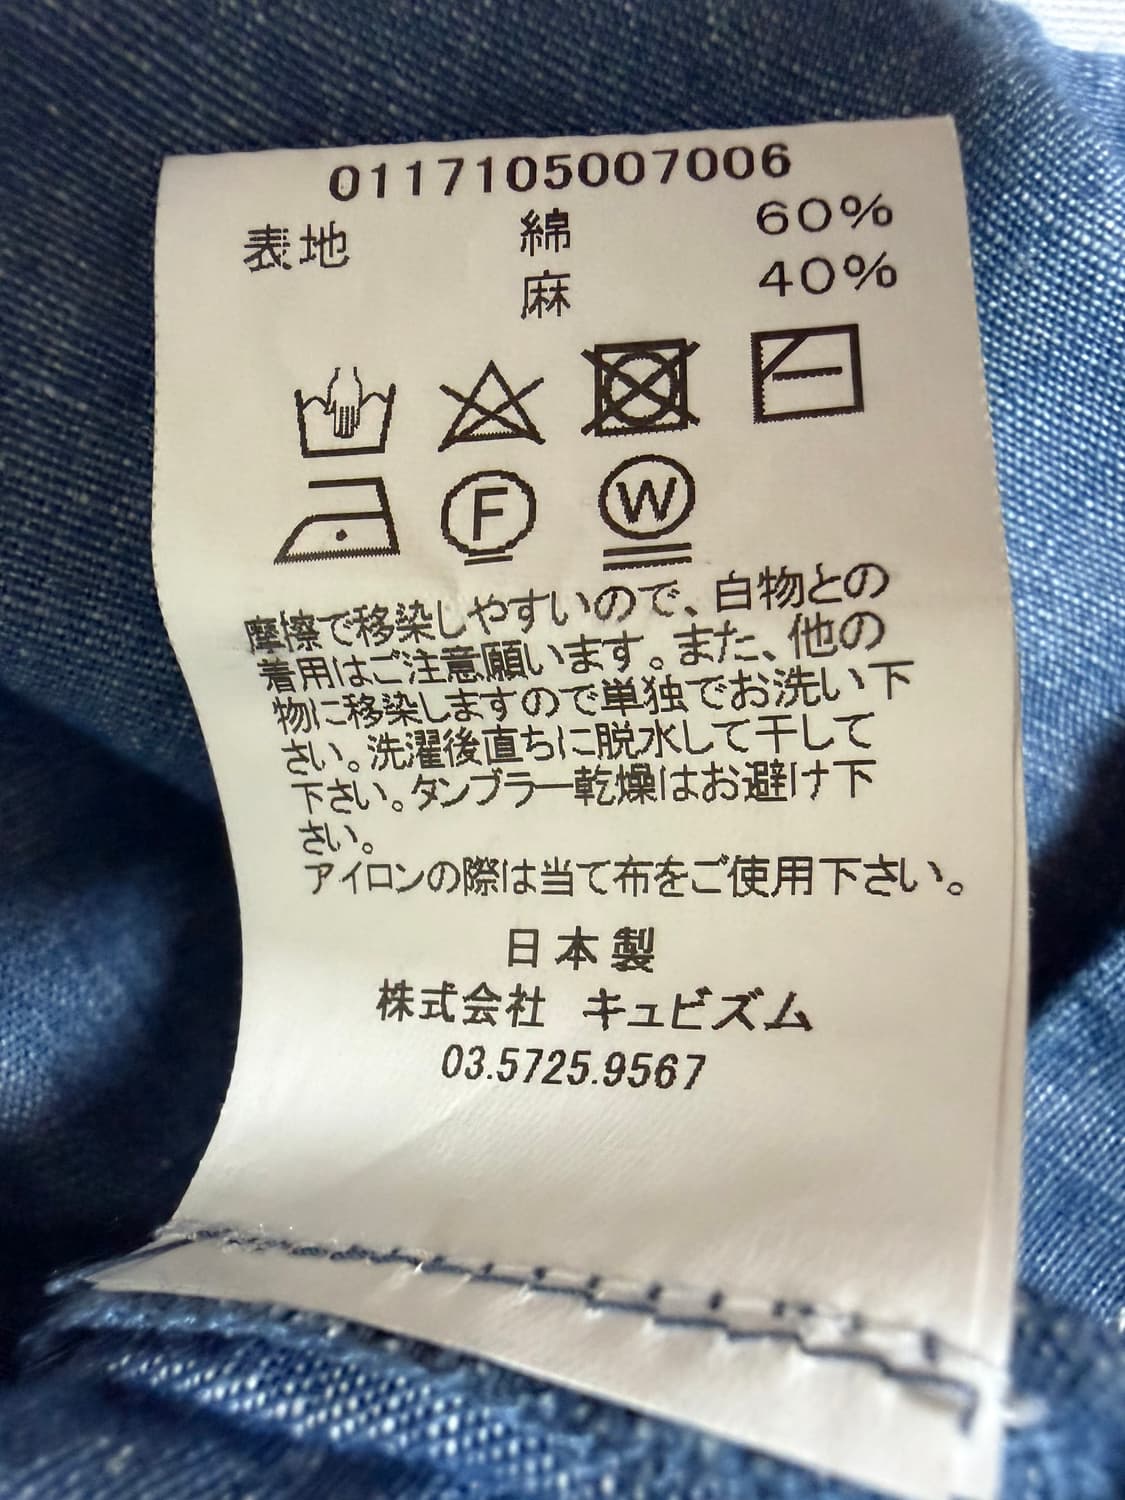 0117105007006
表地 綿 60%
麻 40%
F W
摩擦で移染しやすいので、白物との
着用はご注意願います。また、他の
物に移染しますので単独でお洗い下
さい。洗濯後直ちに脱水して干して
下さい。タンブラー乾燥はお避け下
さい。
アイロンの際は当て布をご使用下さい。
日本製
株式会社 キュビズム
03.5725.9567